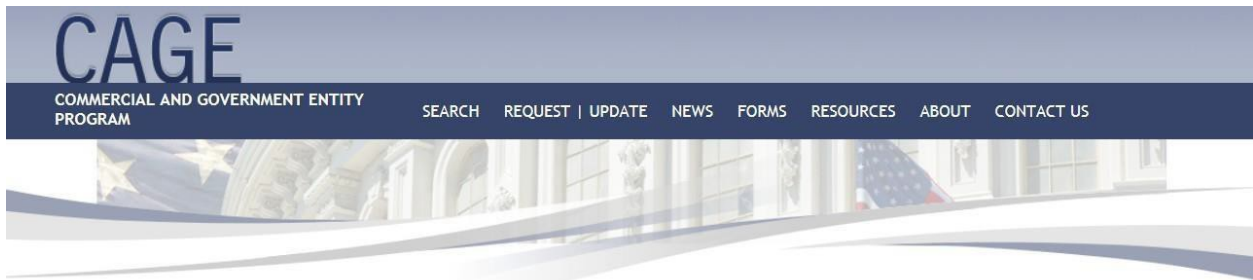 CAGE
COMMERCIAL AND GOVERNMENT ENTITY
PROGRAM
SEARCH REQUEST | UPDATE NEWS FORMS RESOURCES ABOUT CONTACT US